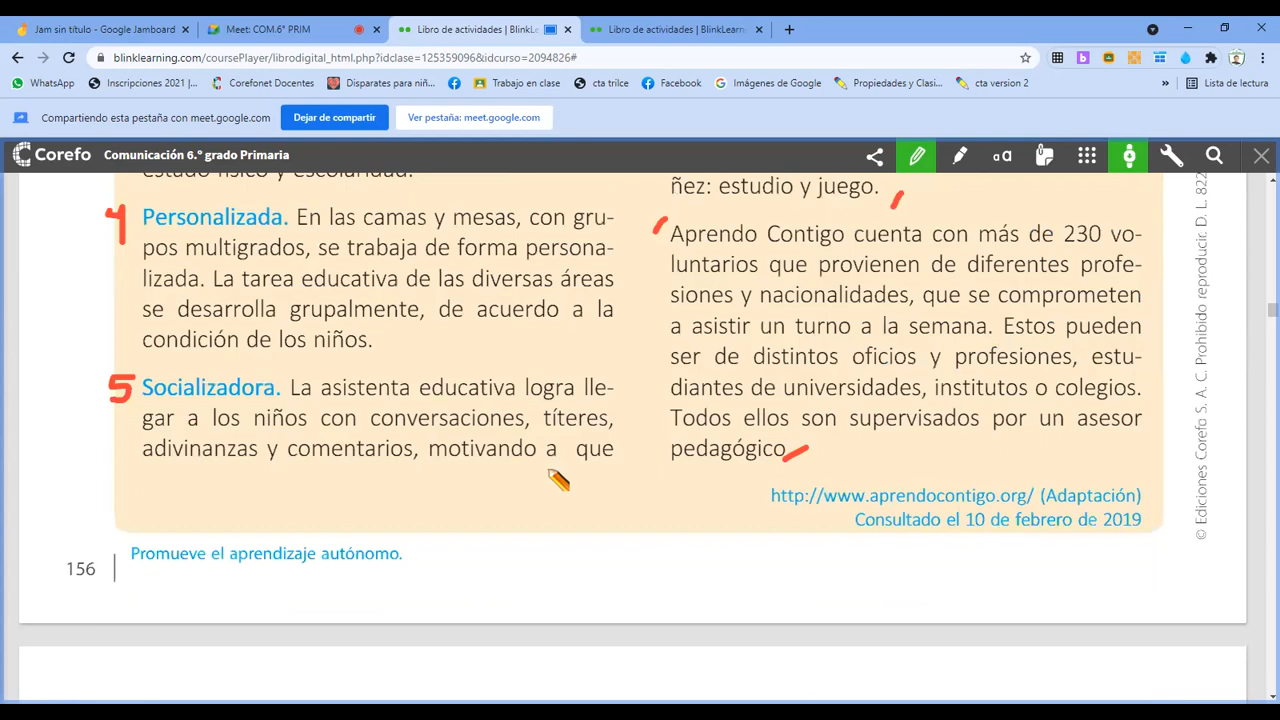 Jam sin título - Google Jamboard
Meet: COM.6° PRIM
Libro de actividades | BlinkL
Libro de actividades | BlinkLearn
blinklearning.com/coursePlayer/librodigital_html.php?idclase=125359096&idcurso=2094826#
WhatsApp
Inscripciones 2021 |...
Corefonet Docentes
Disparates para niñ...
Trabajo en clase
cta trilce
Facebook
Imágenes de Google
Propiedades y Clasi...
cta version 2
»
Lista de lectura
Compartiendo esta pestaña con meet.google.com
Dejar de compartir
Ver pestaña: meet.google.com
Corefo
Comunicación 6.º grado Primaria
aA
estado físico y escolaridad.
4
Personalizada. En las camas y mesas, con gru-
pos multigrados, se trabaja de forma persona-
lizada. La tarea educativa de las diversas áreas
se desarrolla grupalmente, de acuerdo a la
condición de los niños.
5
Socializadora. La asistenta educativa logra lle-
gar a los niños con conversaciones, títeres,
adivinanzas y comentarios, motivando a que
ñez: estudio y juego.
Aprendo Contigo cuenta con más de 230 vo-
luntarios que provienen de diferentes profe-
siones y nacionalidades, que se comprometen
a asistir un turno a la semana. Estos pueden
ser de distintos oficios y profesiones, estu-
diantes de universidades, institutos o colegios.
Todos ellos son supervisados por un asesor
pedagógico
http://www.aprendocontigo.org/ (Adaptación)
Consultado el 10 de febrero de 2019
© Ediciones Corefo S. A. C. Prohibido reproducir. D. L. 822
156
Promueve el aprendizaje autónomo.